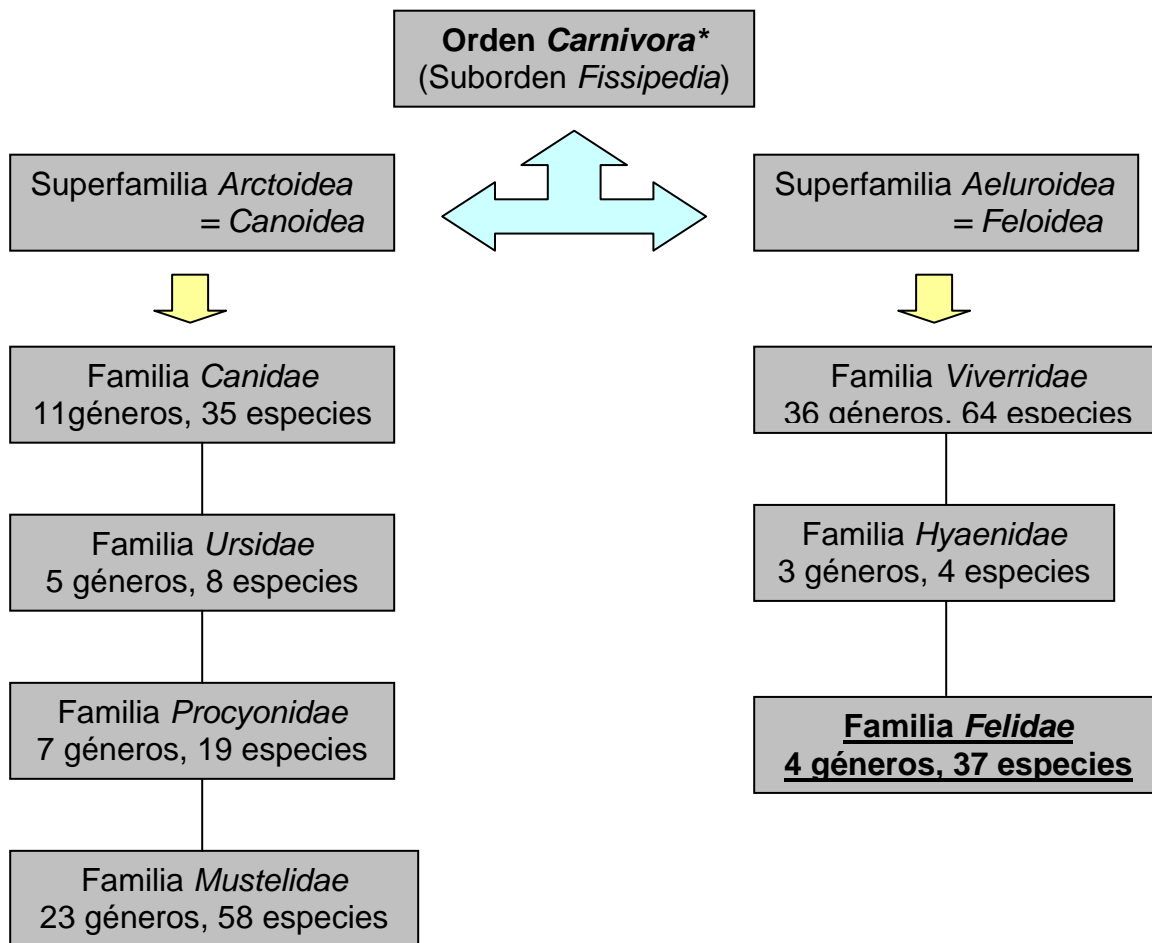 Orden Carnivora*
(Suborden Fissipedia)
Superfamilia Arctoidea
= Canoidea
Superfamilia Aeluroidea
= Feloidea
Familia Canidae
11géneros, 35 especies
Familia Ursidae
5 géneros, 8 especies
Familia Procyonidae
7 géneros, 19 especies
Familia Mustelidae
23 géneros, 58 especies
Familia Viverridae
36 géneros, 64 especies
Familia Hyaenidae
3 géneros, 4 especies
Familia Felidae
4 géneros, 37 especies